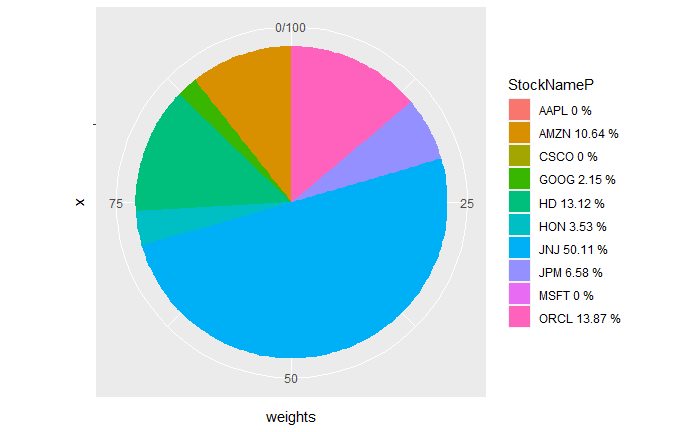 0/100
25
50
75
x
weights
StockNameP
AAPL 0 %
AMZN 10.64 %
CSCO 0 %
GOOG 2.15 %
HD 13.12 %
HON 3.53 %
JNJ 50.11 %
JPM 6.58 %
MSFT 0 %
ORCL 13.87 %